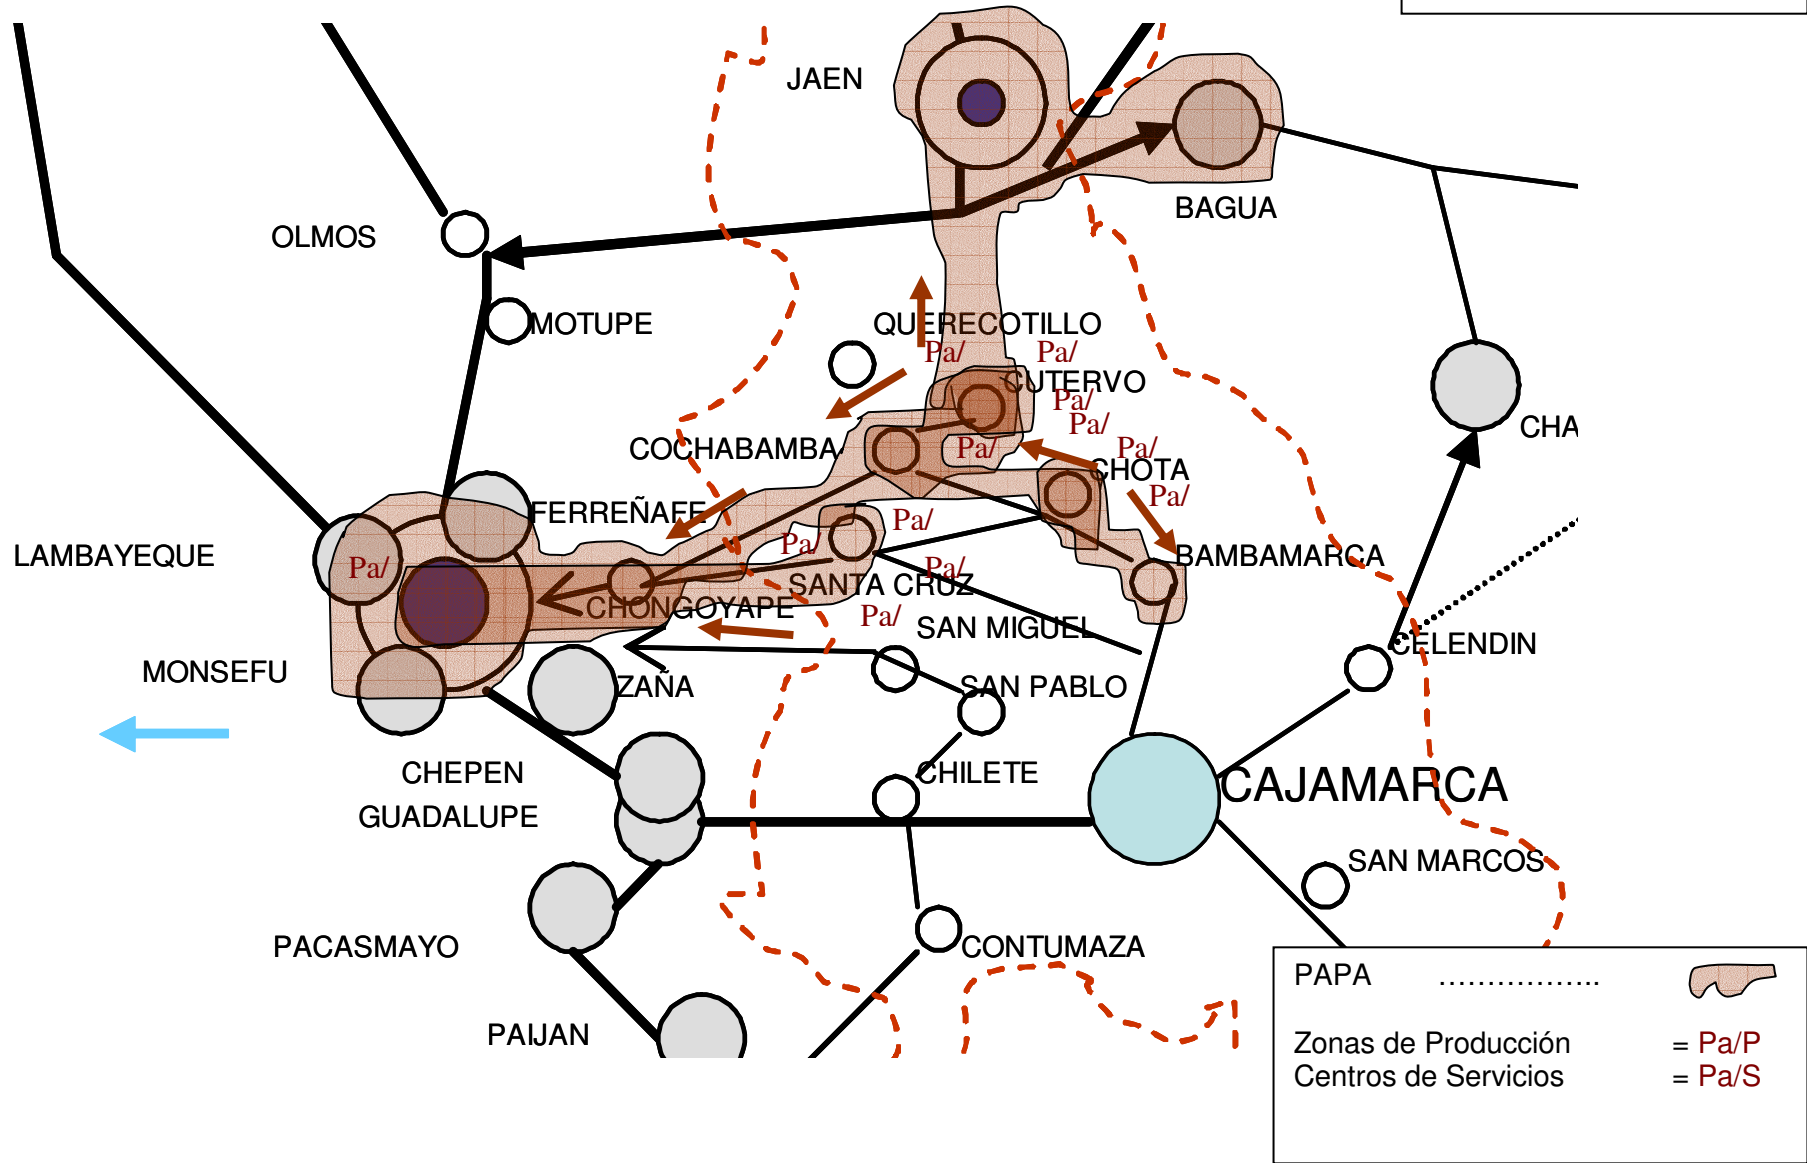 JAEN
BAGUA
OLMOS
MOTUPE
QUERECOTILLO
Pa/
Pa/
CUTERVO
Pa/
Pa/
COCHABAMBA
Pa/
Pa/
CHOTA
Pa/
FERREÑAFE
Pa/
Pa/
LAMBAYEQUE
Pa/
BAMBAMARCA
Pa/
SANTA CRUZ
CHONGOYAPE
Pa/
SAN MIGUEL
CELENDIN
CHA
MONSEFU
ZAÑA
SAN PABLO
CHEPEN
CHILETE
CAJAMARCA
GUADALUPE
SAN MARCOS
PACASMAYO
CONTUMAZA
PAIJAN
PAPA ...................
Zonas de Producción = Pa/P
Centros de Servicios = Pa/S